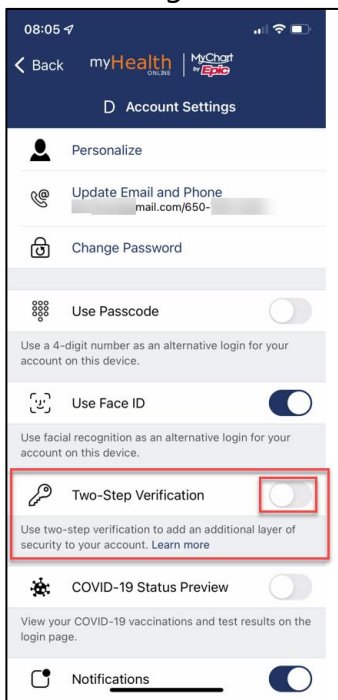 08:05
Back myHealth ONLINE MyChart by Epic
D Account Settings
Personalize
Update Email and Phone
mail.com/650-
Change Password
Use Passcode
Use a 4-digit number as an alternative login for your
account on this device.
Use Face ID
Use facial recognition as an alternative login for your
account on this device.
Two-Step Verification
Use two-step verification to add an additional layer of
security to your account. Learn more
COVID-19 Status Preview
View your COVID-19 vaccinations and test results on the
login page.
Notifications